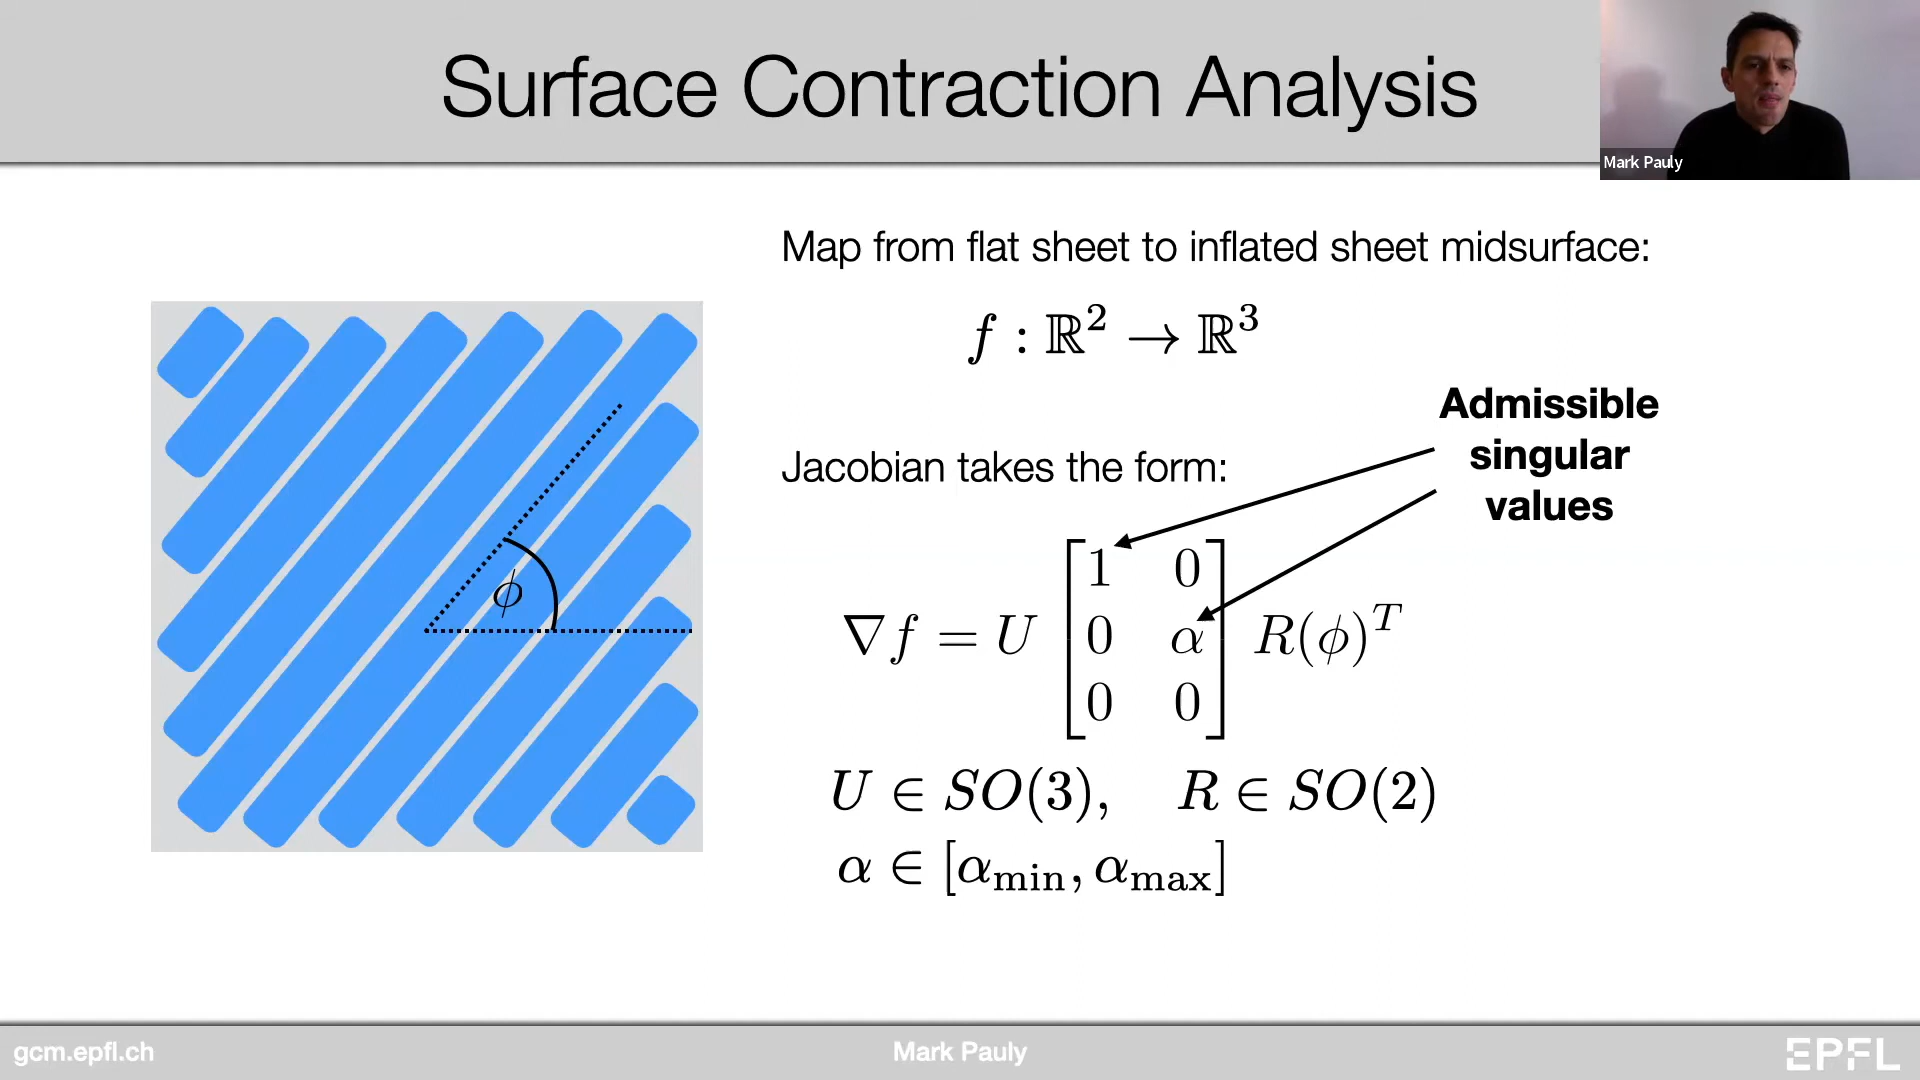 Surface Contraction Analysis
Mark Pauly
Map from flat sheet to inflated sheet midsurface:
f : ℝ² → ℝ³
Admissible
singular
values
Jacobian takes the form:
ϕ
∇f = U [1 0; 0 α; 0 0] R(ϕ)ᵀ
U ∈ SO(3), R ∈ SO(2)
α ∈ [α_min, α_max]
gcm.epfl.ch
Mark Pauly
EPFL